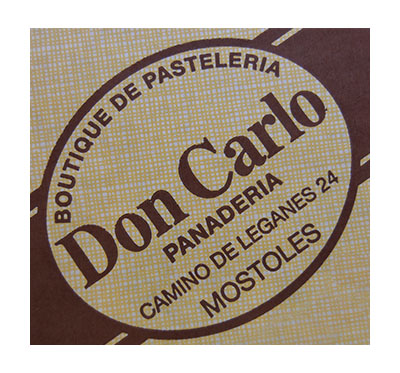 BOUTIQUE DE PASTELERIA
Don Carlo
PANADERIA
CAMINO DE LEGANES 24
MOSTOLES